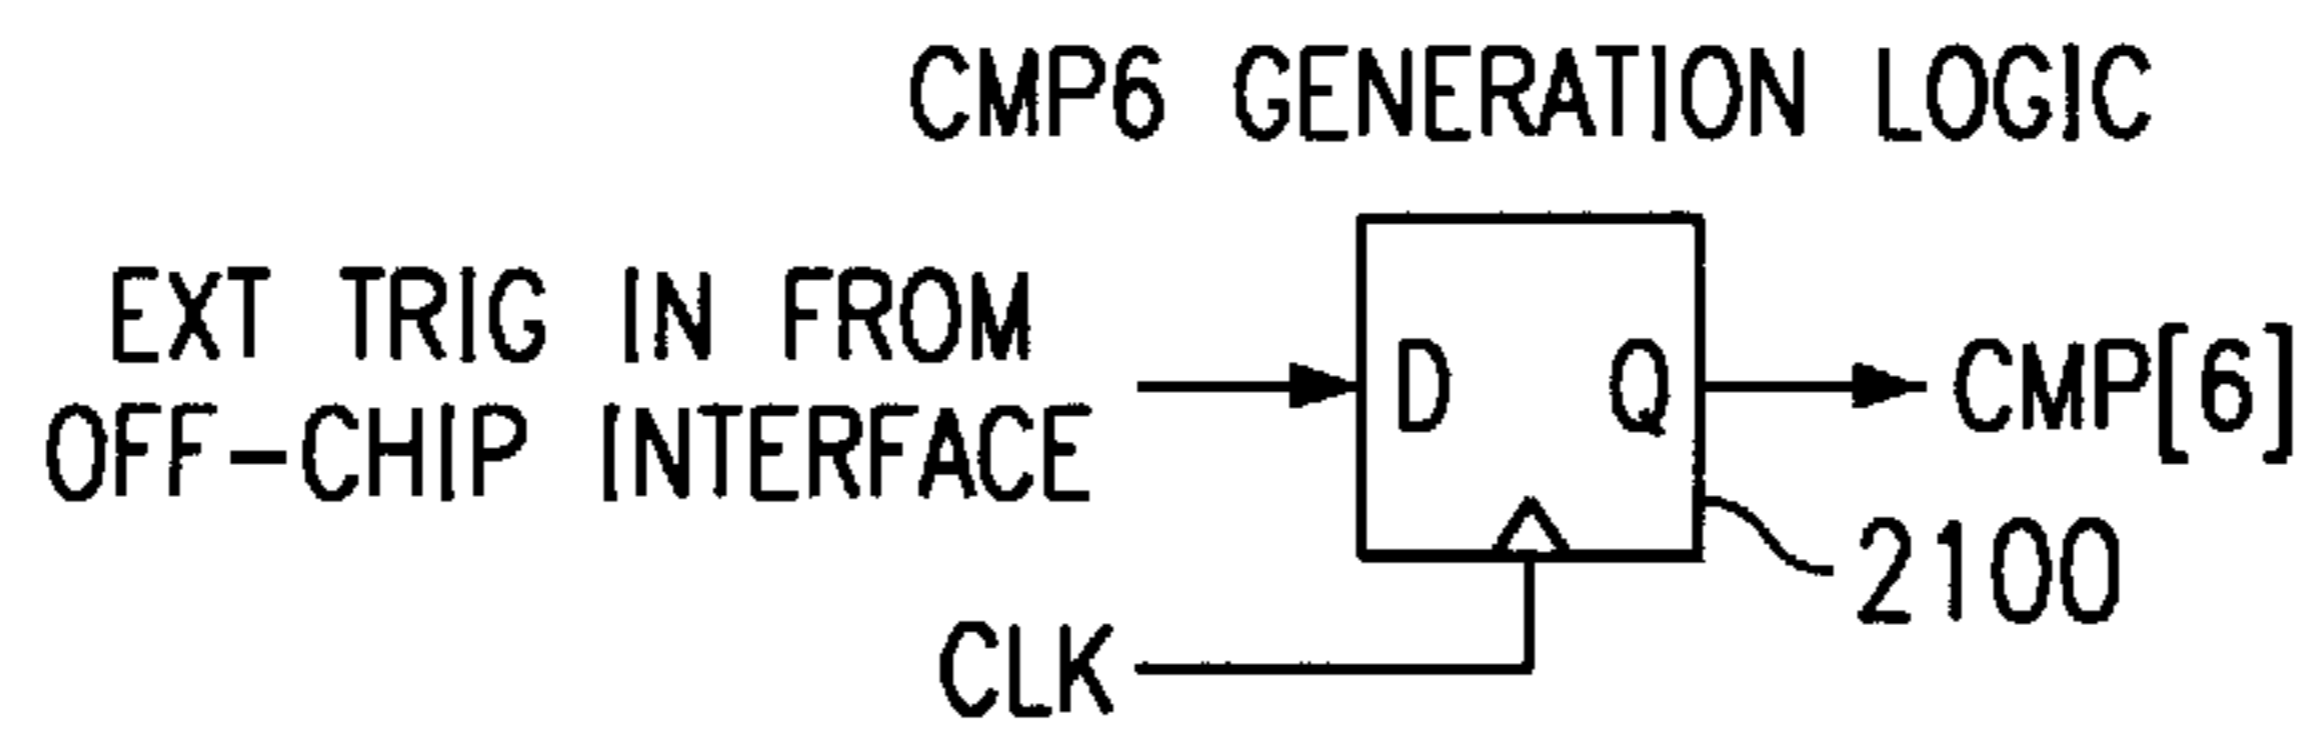 CMP6 GENERATION LOGIC
EXT TRIG IN FROM
OFF-CHIP INTERFACE
D Q
CMP[6]
2100
CLK